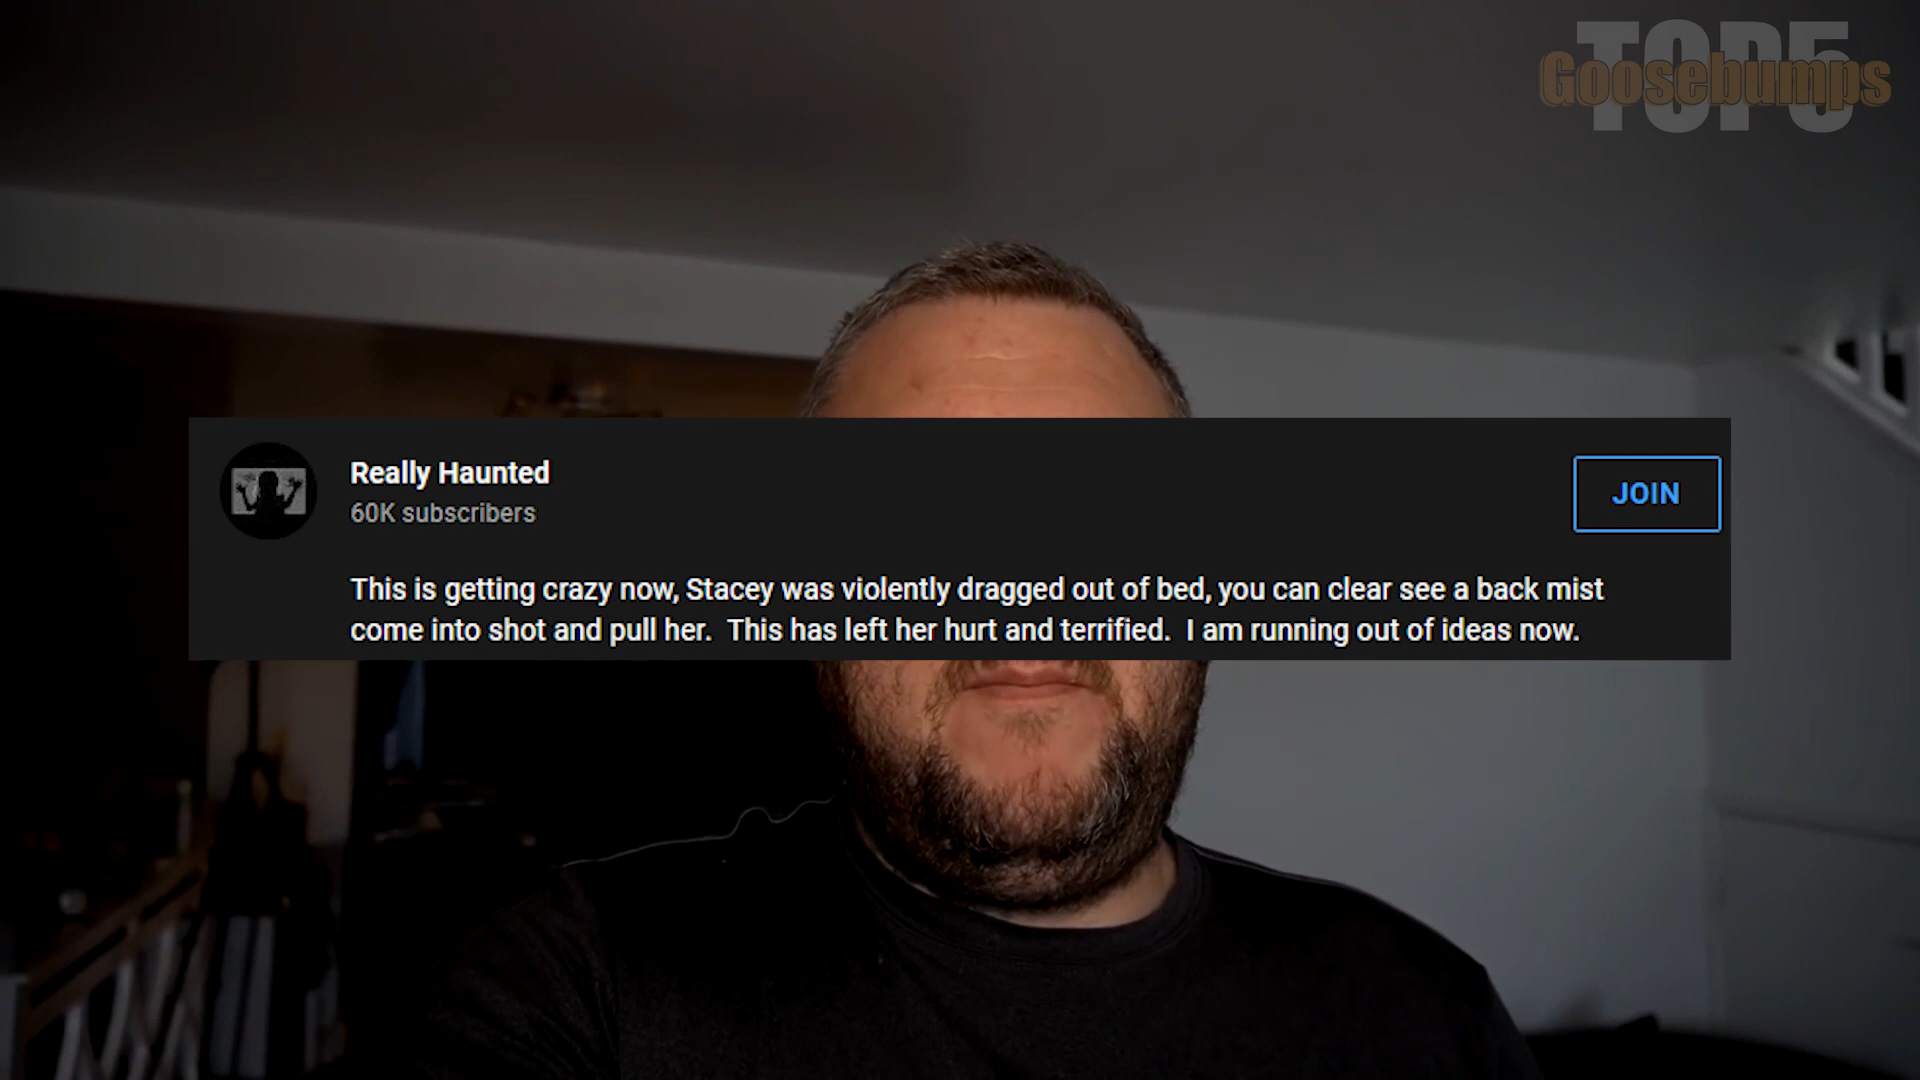 TOP5
Goosebumps
Really Haunted
60K subscribers
JOIN
This is getting crazy now, Stacey was violently dragged out of bed, you can clear see a back mist
come into shot and pull her.  This has left her hurt and terrified.  I am running out of ideas now.